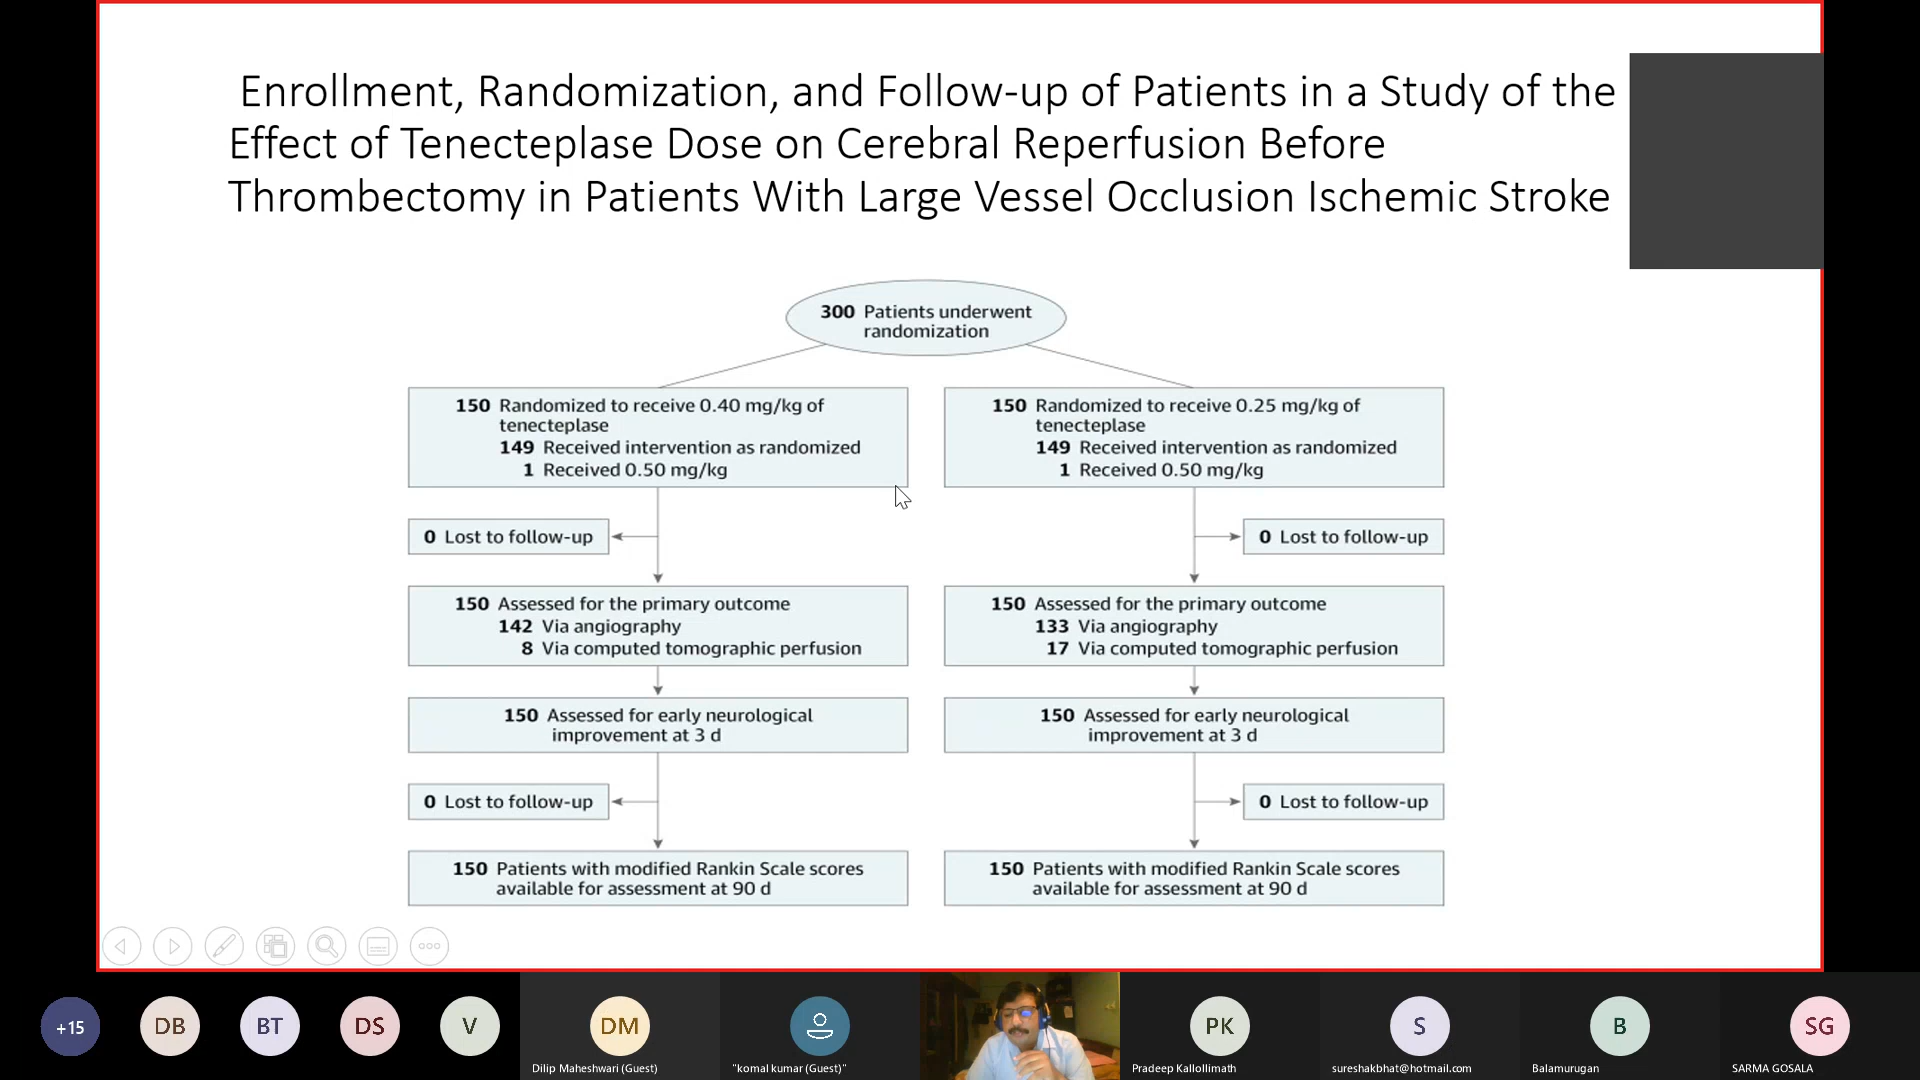 Enrollment, Randomization, and Follow-up of Patients in a Study of the
Effect of Tenecteplase Dose on Cerebral Reperfusion Before
Thrombectomy in Patients With Large Vessel Occlusion Ischemic Stroke
300 Patients underwent
randomization
150 Randomized to receive 0.40 mg/kg of
tenecteplase
149 Received intervention as randomized
1 Received 0.50 mg/kg
150 Randomized to receive 0.25 mg/kg of
tenecteplase
149 Received intervention as randomized
1 Received 0.50 mg/kg
0 Lost to follow-up
0 Lost to follow-up
150 Assessed for the primary outcome
142 Via angiography
8 Via computed tomographic perfusion
150 Assessed for the primary outcome
133 Via angiography
17 Via computed tomographic perfusion
150 Assessed for early neurological
improvement at 3 d
150 Assessed for early neurological
improvement at 3 d
0 Lost to follow-up
0 Lost to follow-up
150 Patients with modified Rankin Scale scores
available for assessment at 90 d
150 Patients with modified Rankin Scale scores
available for assessment at 90 d
+15
DB
BT
DS
V
DM
PK
S
B
SG
Dilip Maheshwari (Guest)
"komal kumar (Guest)"
Pradeep Kallollimath
sureshakbhat@hotmail.com
Balamurugan
SARMA GOSALA